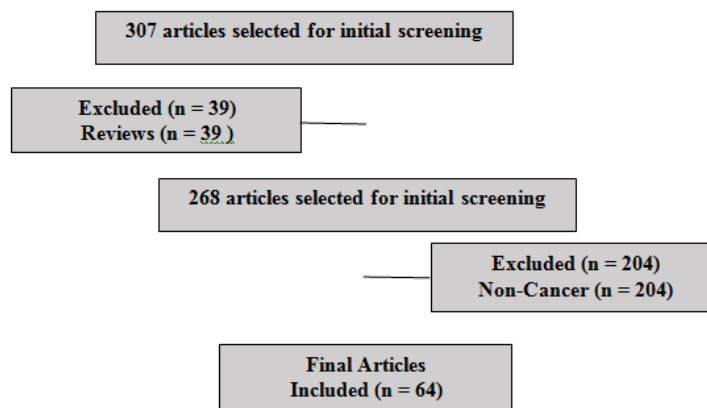 307 articles selected for initial screening
Excluded (n = 39)
Reviews (n = 39 )
268 articles selected for initial screening
Excluded (n = 204)
Non-Cancer (n = 204)
Final Articles
Included (n = 64)